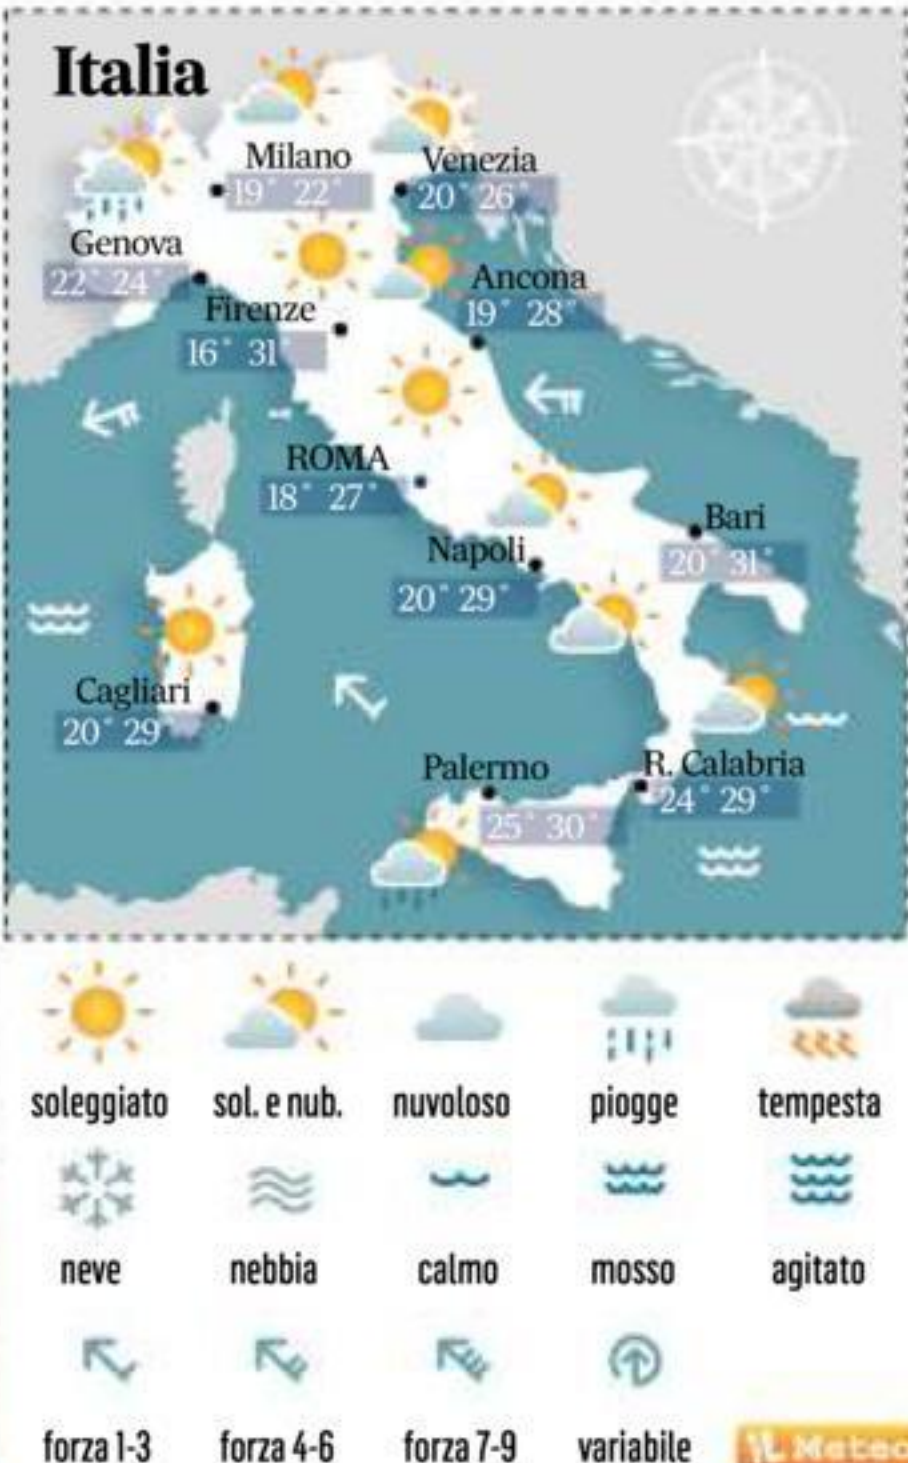 Italia
Milano
19° 22°
Venezia
20° 26°
Genova
22° 24°
Ancona
19° 28°
Firenze
16° 31°
ROMA
18° 27°
Bari
20° 31°
Napoli
20° 29°
Cagliari
20° 29°
Palermo
25° 30°
R. Calabria
24° 29°
soleggiato sol. e nub. nuvoloso piogge tempesta
neve nebbia calmo mosso agitato
forza 1-3 forza 4-6 forza 7-9 variabile